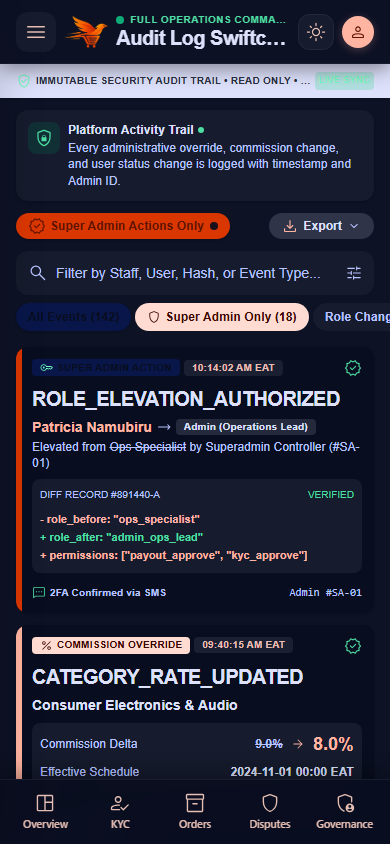 FULL OPERATIONS COMMA...
Audit Log Swiftc...
IMMUTABLE SECURITY AUDIT TRAIL • READ ONLY • ...
Platform Activity Trail
Every administrative override, commission change,
and user status change is logged with timestamp and
Admin ID.
Super Admin Actions Only
Export
Filter by Staff, User, Hash, or Event Type...
All Events (142)
Super Admin Only (18)
Role Chang
SUPER ADMIN ACTION
10:14:02 AM EAT
ROLE_ELEVATION_AUTHORIZED
Patricia Namubiru → Admin (Operations Lead)
Elevated from Ops Specialist by Superadmin Controller (#SA-
01)
DIFF RECORD #891440-A
VERIFIED
- role_before: "ops_specialist"
+ role_after: "admin_ops_lead"
+ permissions: ["payout_approve", "kyc_approve"]
2FA Confirmed via SMS
Admin #SA-01
COMMISSION OVERRIDE
09:40:15 AM EAT
CATEGORY_RATE_UPDATED
Consumer Electronics & Audio
Commission Delta
9.0% → 8.0%
Effective Schedule
2024-11-01 00:00 EAT
Overview
KYC
Orders
Disputes
Governance